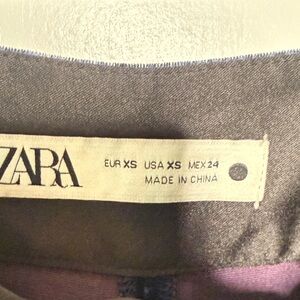 ZARA
EUR XS USA XS MEX 24
MADE IN CHINA